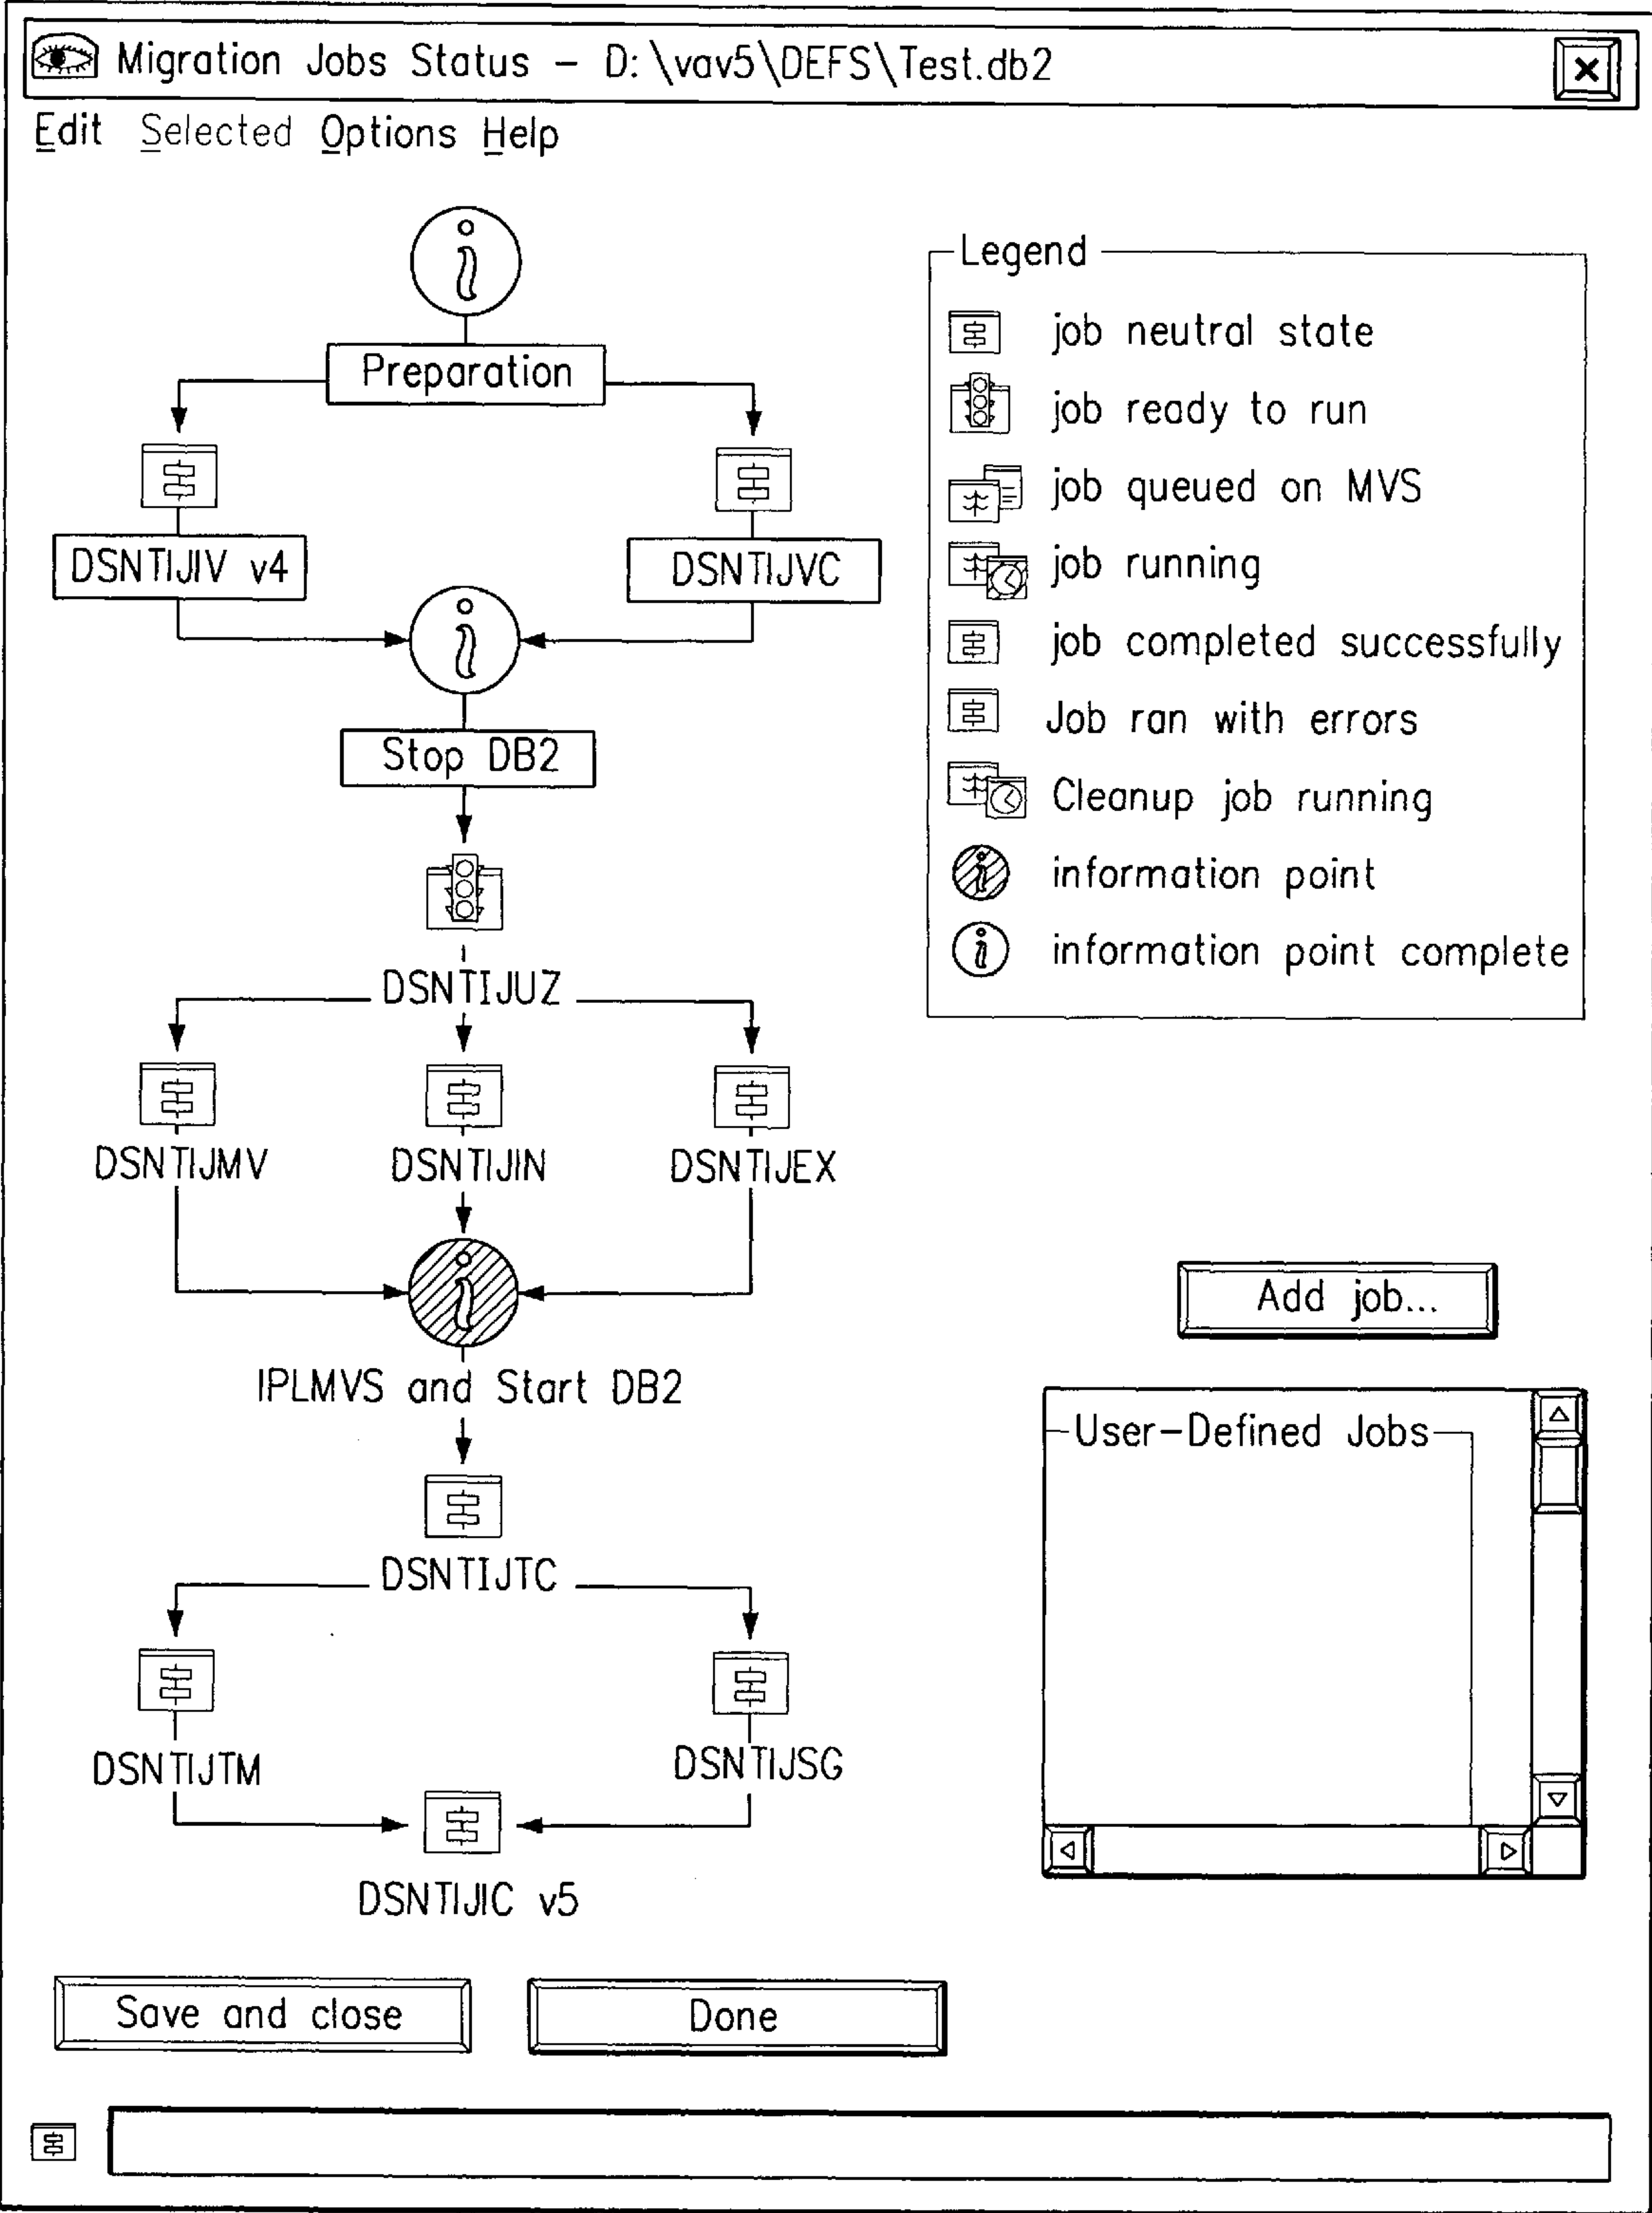 Migration Jobs Status – D:\vav5\DEFS\Test.db2
Edit Selected Options Help
Preparation
DSNTIJIV v4
DSNTIJVC
Stop DB2
DSNTIJUZ
DSNTIJMV
DSNTIJIN
DSNTIJEX
IPLMVS and Start DB2
DSNTIJTC
DSNTIJTM
DSNTIJSG
DSNTIJIC v5
Legend
job neutral state
job ready to run
job queued on MVS
job running
job completed successfully
Job ran with errors
Cleanup job running
information point
information point complete
Add job...
User-Defined Jobs
Save and close
Done